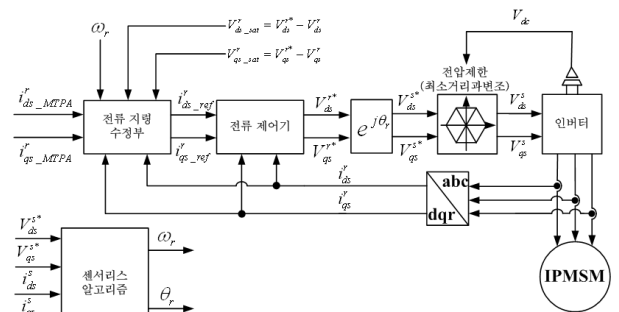 V_dc
ω_r
V^r_ds_sat = V^r*_ds − V^r_ds
V^r_qs_sat = V^r*_qs − V^r_qs
전압제한
(최소거리과변조)
i^r_ds_MTPA
i^r_qs_MTPA
전류 지령
수정부
i^r_ds_ref
i^r_qs_ref
전류 제어기
V^r*_ds
V^r*_qs
e^jθ_r
V^s*_ds
V^s*_qs
V^s_ds
V^s_qs
인버터
i^r_ds
i^r_qs
abc
dqr
V^s*_ds
V^s*_qs
i^s_ds
i^s_qs
센서리스
알고리즘
ω_r
θ_r
IPMSM